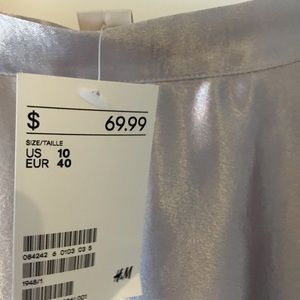 $ 69.99
SIZE/TAILLE
US 10
EUR 40
084242
6 0103 03 5
H&M
1948/1